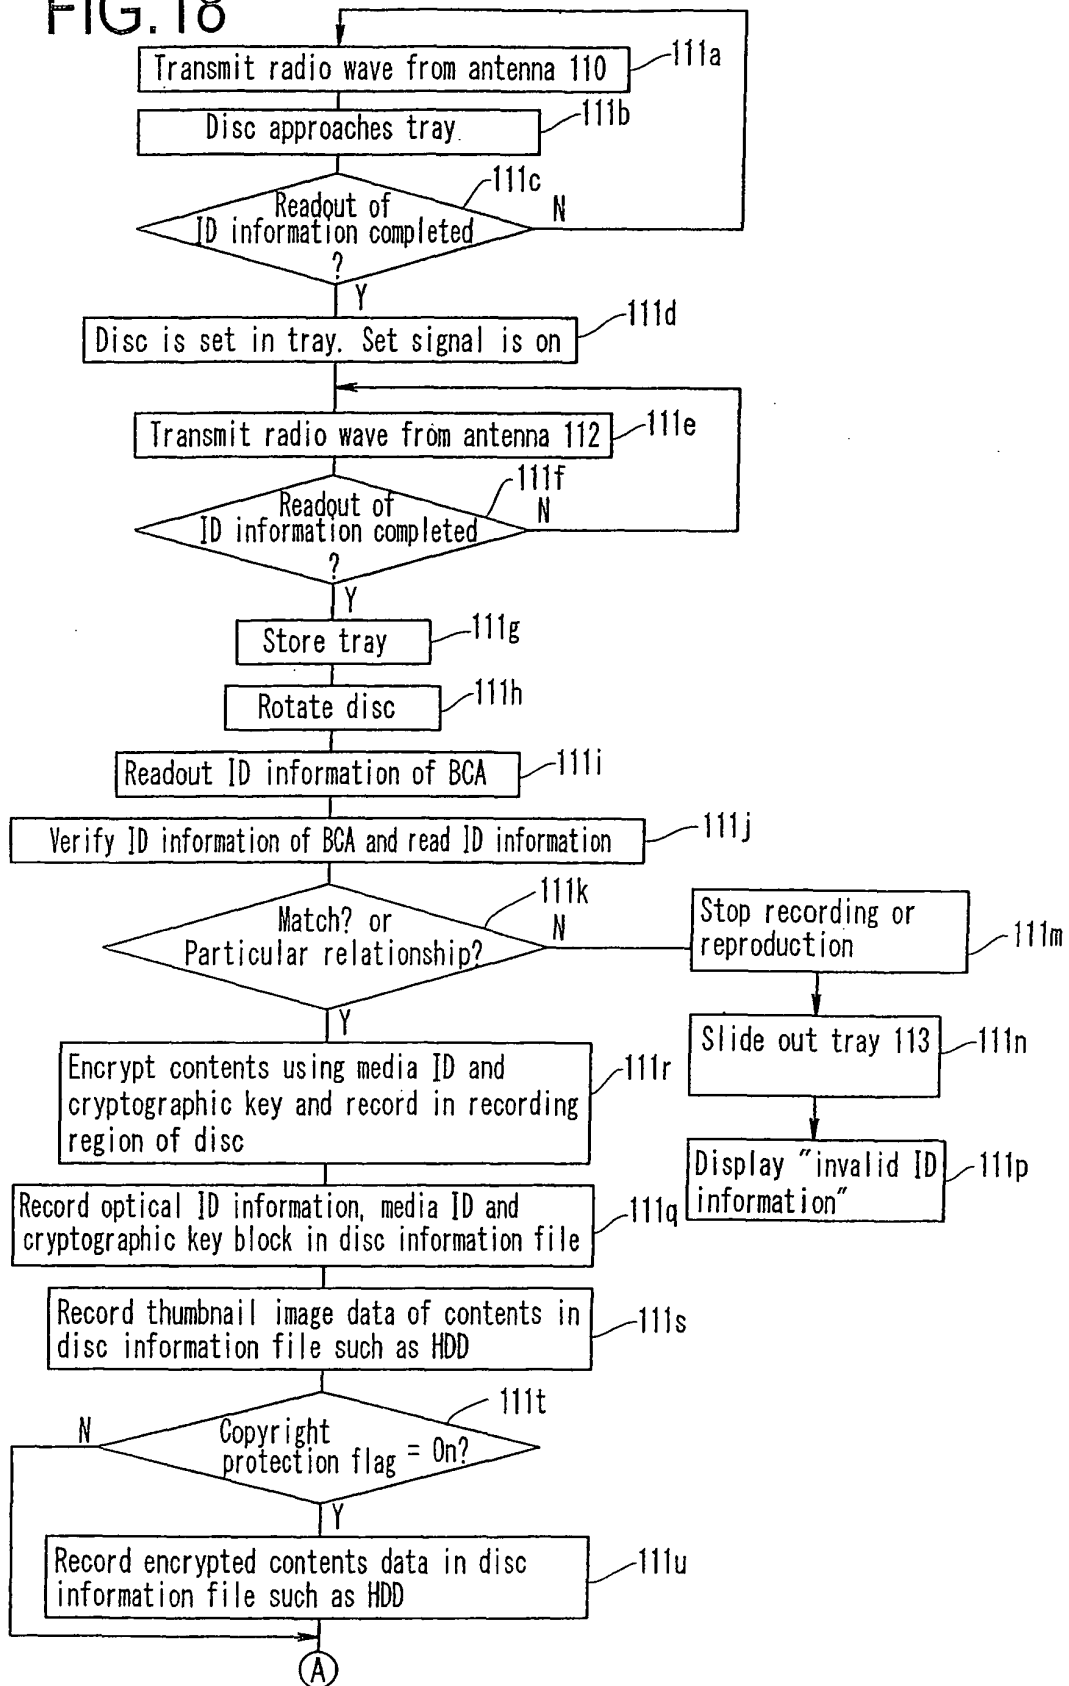 FIG. 18
Transmit radio wave from antenna 110
111a
Disc approaches tray
111b
111c
Readout of
ID information completed
?
N
Y
111d
Disc is set in tray. Set signal is on
Transmit radio wave from antenna 112
111e
111f
Readout of
ID information completed
?
N
Y
Store tray
111g
Rotate disc
111h
Readout ID information of BCA
111i
Verify ID information of BCA and read ID information
111j
111k
Match? or
Particular relationship?
N
Y
Stop recording or
reproduction
111m
Slide out tray 113
111n
Display "invalid ID
information"
111p
Encrypt contents using media ID and
cryptographic key and record in recording
region of disc
111r
Record optical ID information, media ID and
cryptographic key block in disc information file
111q
Record thumbnail image data of contents in
disc information file such as HDD
111s
111t
Copyright
protection flag = On?
N
Y
Record encrypted contents data in disc
information file such as HDD
111u
A